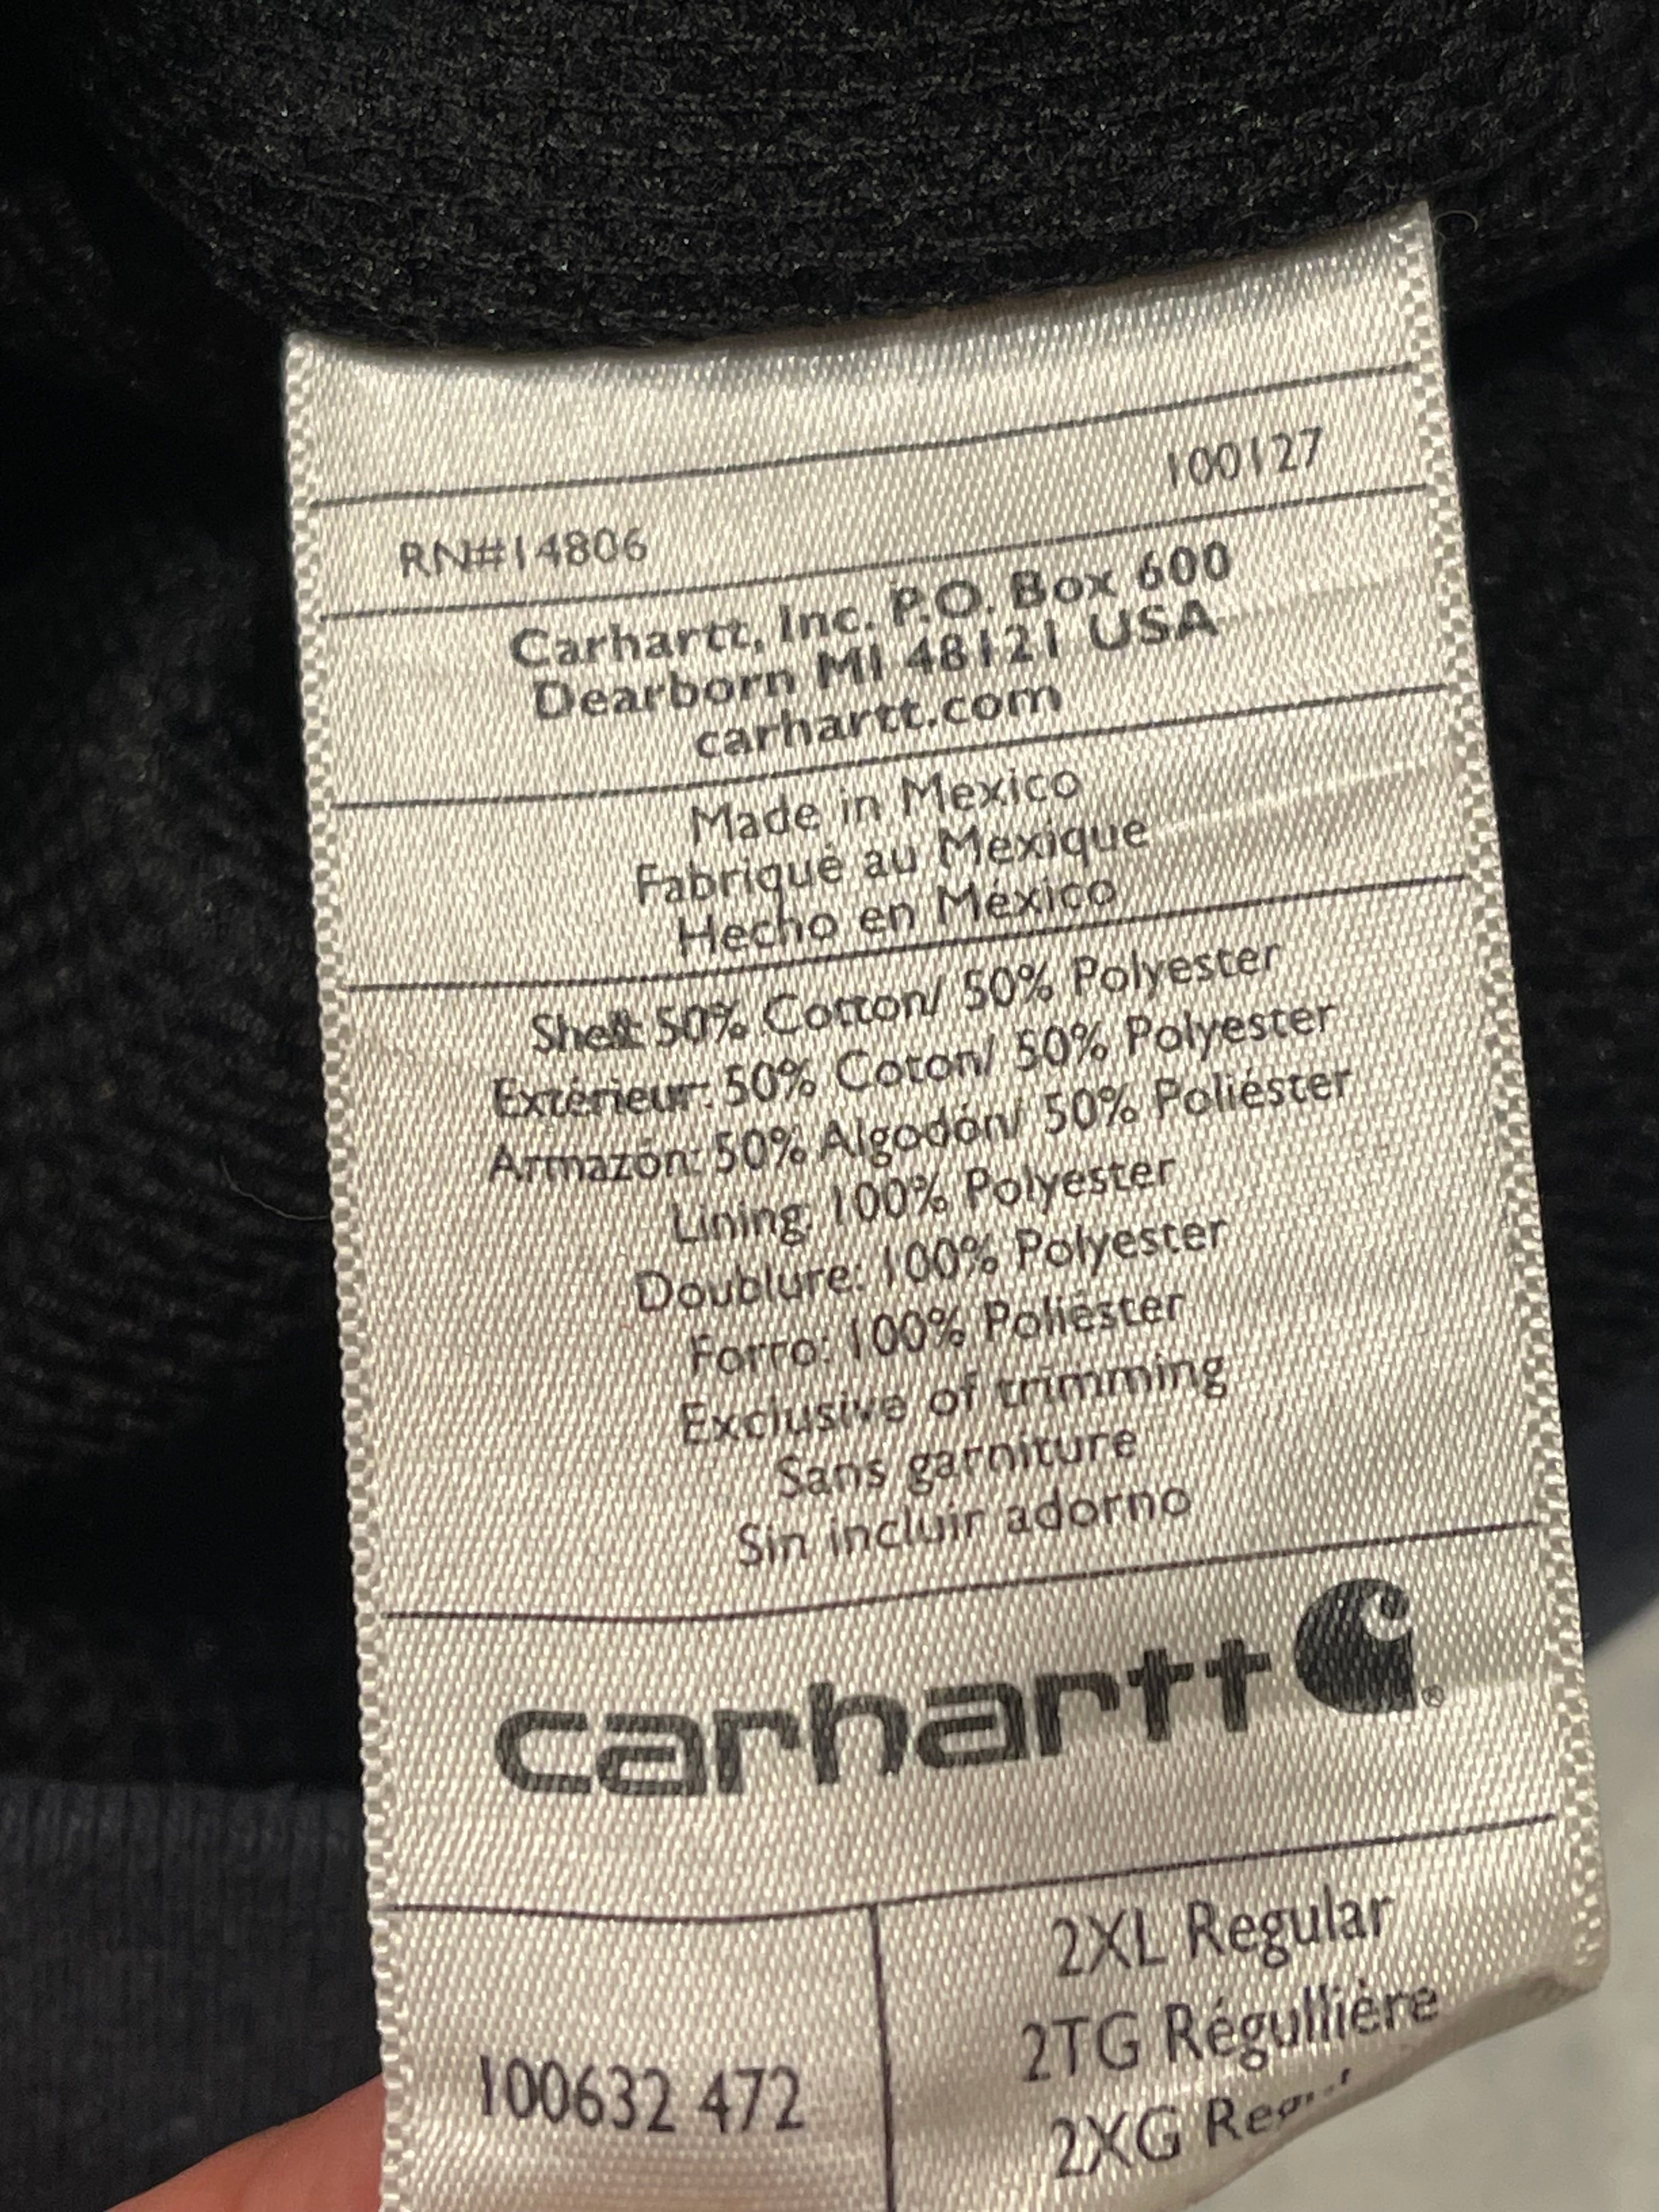 RN#14806 100127
Carhartt, Inc. P.O. Box 600
Dearborn MI 48121 USA
carhartt.com
Made in Mexico
Fabriqué au Mexique
Hecho en México
Shell: 50% Cotton/ 50% Polyester
Extérieur: 50% Coton/ 50% Polyester
Armazón: 50% Algodón/ 50% Poliéster
Lining: 100% Polyester
Doublure: 100% Polyester
Forro: 100% Poliéster
Exclusive of trimming
Sans garniture
Sin incluir adorno
carhartt®
100632 472
2XL Regular
2TG Régullière
2XG